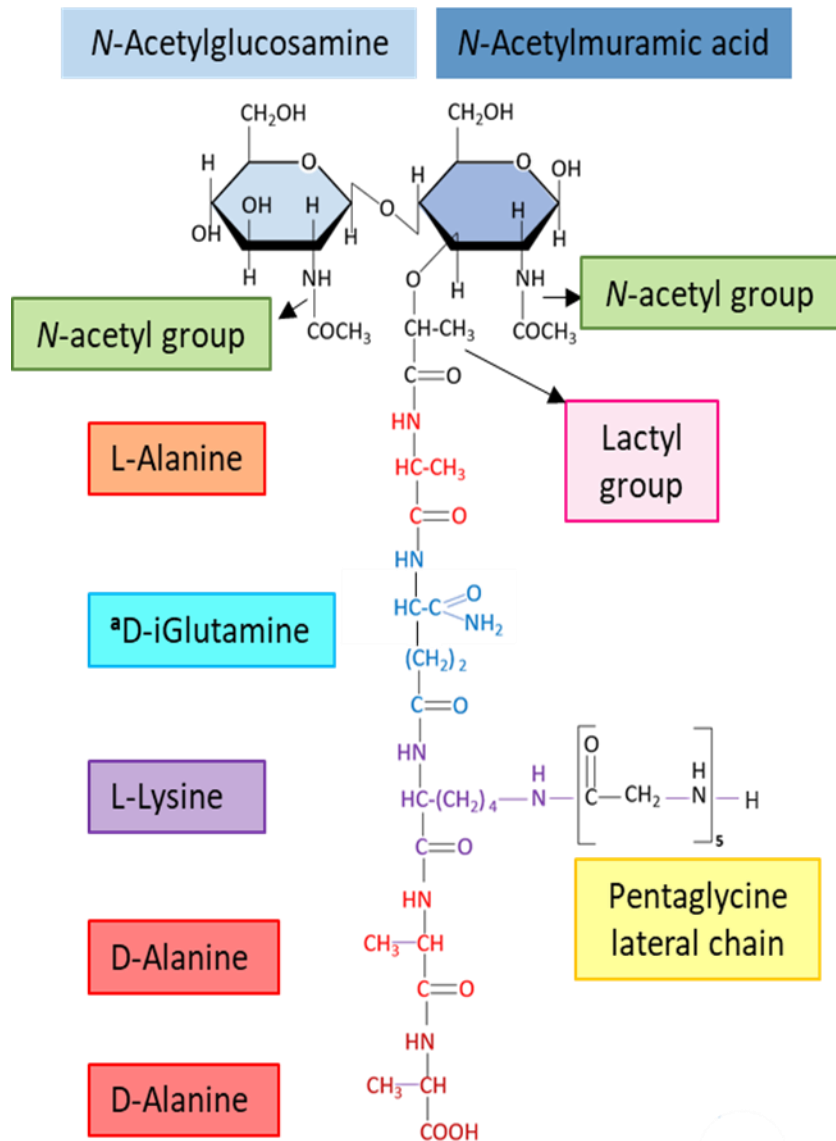 N-Acetylglucosamine
N-Acetylmuramic acid
CH₂OH
CH₂OH
H
O
O
OH
H
OH
H
O
H
H
OH
H
H
H
NH
O
H
NH
N-acetyl group
COCH₃
CH-CH₃
COCH₃
N-acetyl group
C=O
Lactyl
group
L-Alanine
HN
HC-CH₃
C=O
ᵃD-iGlutamine
HN
HC-C
O
NH₂
(CH₂)₂
C=O
L-Lysine
HN
HC-(CH₂)₄-N
H
O
C-CH₂-N
H
H
5
C=O
Pentaglycine
lateral chain
D-Alanine
HN
CH₃-CH
C=O
D-Alanine
HN
CH₃-CH
COOH